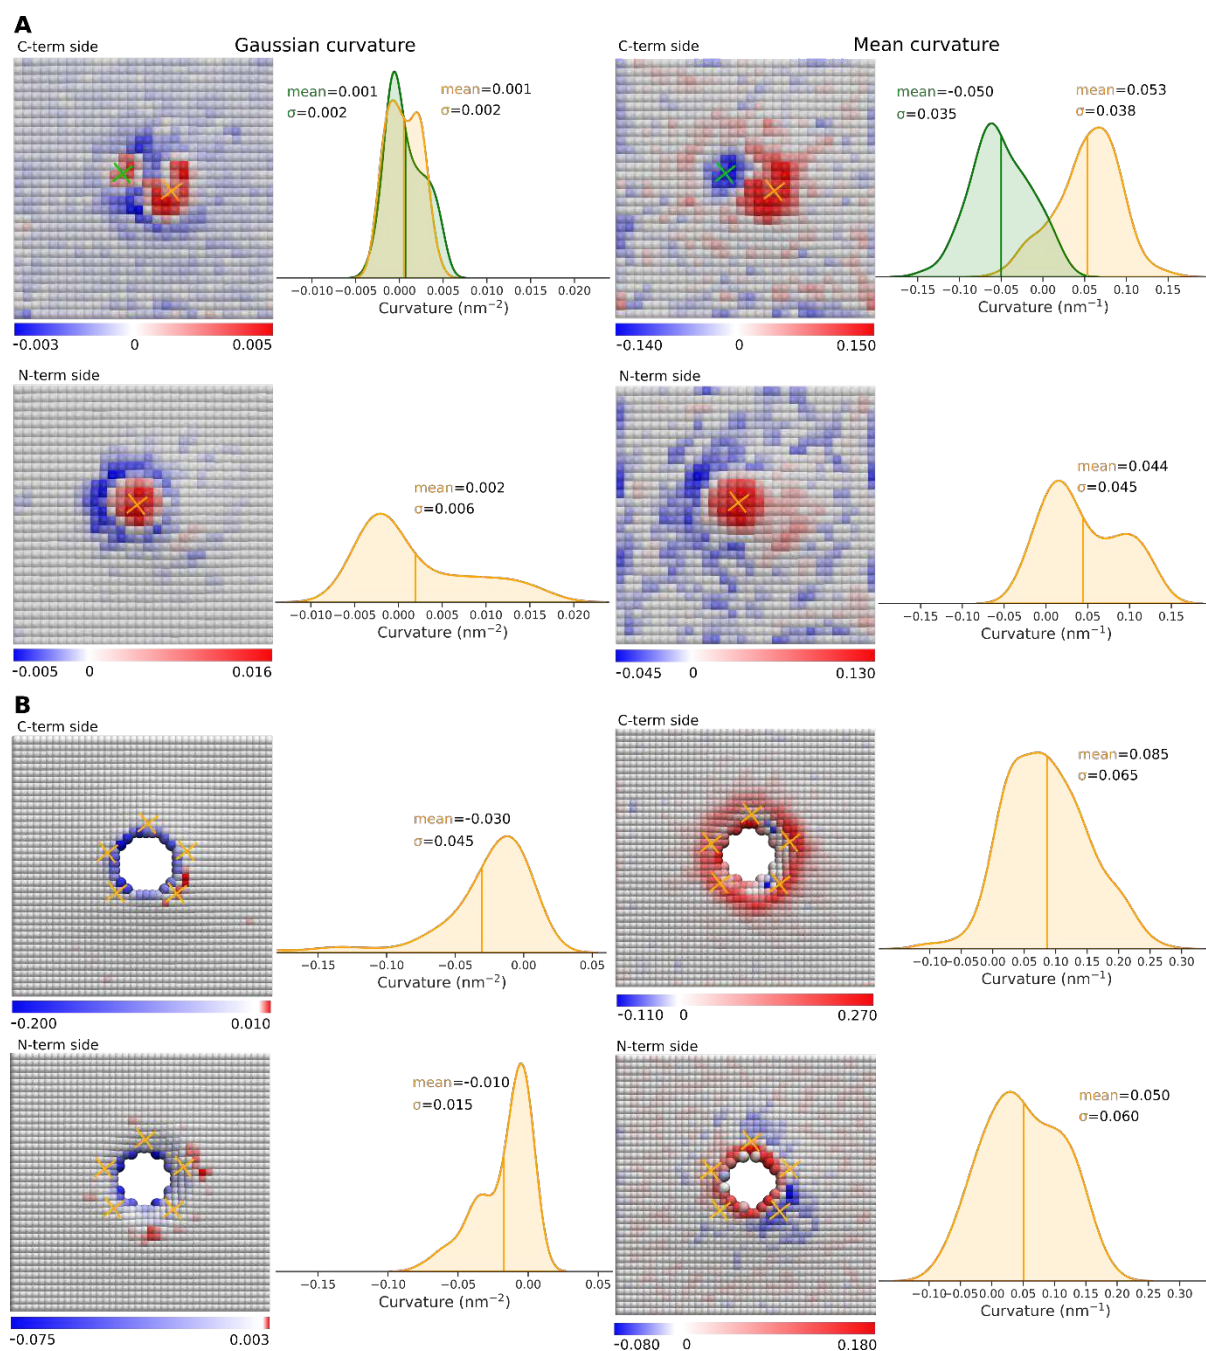 A
Gaussian curvature
Mean curvature
C-term side
mean=0.001
σ=0.002
mean=0.001
σ=0.002
−0.010 −0.005 0.000 0.005 0.010 0.015 0.020
Curvature (nm⁻²)
-0.003 0 0.005
C-term side
mean=-0.050
σ=0.035
mean=0.053
σ=0.038
−0.15 −0.10 −0.05 0.00 0.05 0.10 0.15
Curvature (nm⁻¹)
-0.140 0 0.150
N-term side
mean=0.002
σ=0.006
−0.010 −0.005 0.000 0.005 0.010 0.015 0.020
Curvature (nm⁻²)
-0.005 0 0.016
N-term side
mean=0.044
σ=0.045
−0.15 −0.10 −0.05 0.00 0.05 0.10 0.15
Curvature (nm⁻¹)
-0.045 0 0.130
B
C-term side
mean=-0.030
σ=0.045
−0.15 −0.10 −0.05 0.00 0.05
Curvature (nm⁻²)
-0.200 0.010
C-term side
mean=0.085
σ=0.065
−0.10 −0.05 0.00 0.05 0.10 0.15 0.20 0.25 0.30
Curvature (nm⁻¹)
-0.110 0 0.270
N-term side
mean=-0.010
σ=0.015
−0.15 −0.10 −0.05 0.00 0.05
Curvature (nm⁻²)
-0.075 0.003
N-term side
mean=0.050
σ=0.060
−0.10 −0.05 0.00 0.05 0.10 0.15 0.20 0.25 0.30
Curvature (nm⁻¹)
-0.080 0 0.180